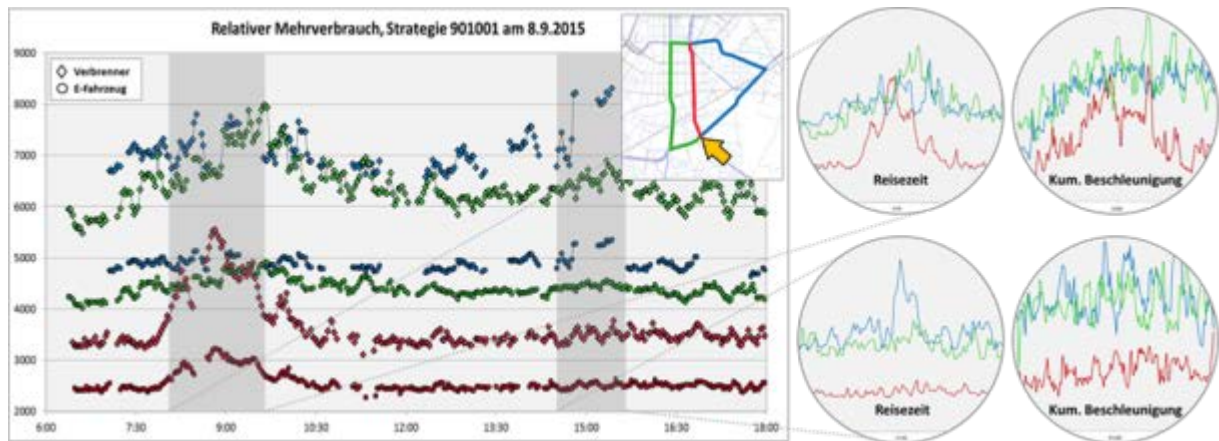 Relativer Mehrverbrauch, Strategie 901001 am 8.9.2015
9000
8000
7000
6000
5000
4000
3000
2000
Verbrenner
E-Fahrzeug
6:00
7:30
9:00
10:30
12:00
13:30
15:00
16:30
18:00
Reisezeit
Kum. Beschleunigung
Reisezeit
Kum. Beschleunigung